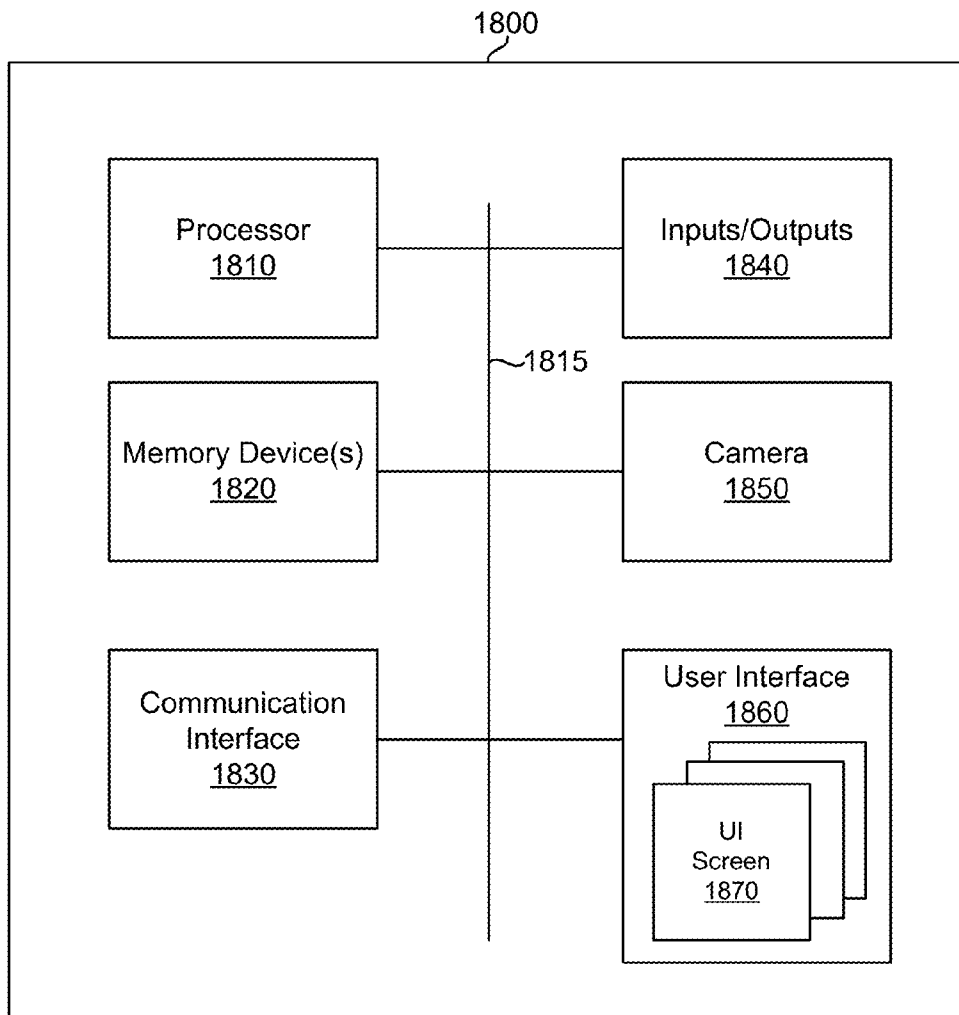 1800
Processor
1810
Inputs/Outputs
1840
1815
Memory Device(s)
1820
Camera
1850
Communication
Interface
1830
User Interface
1860
UI
Screen
1870